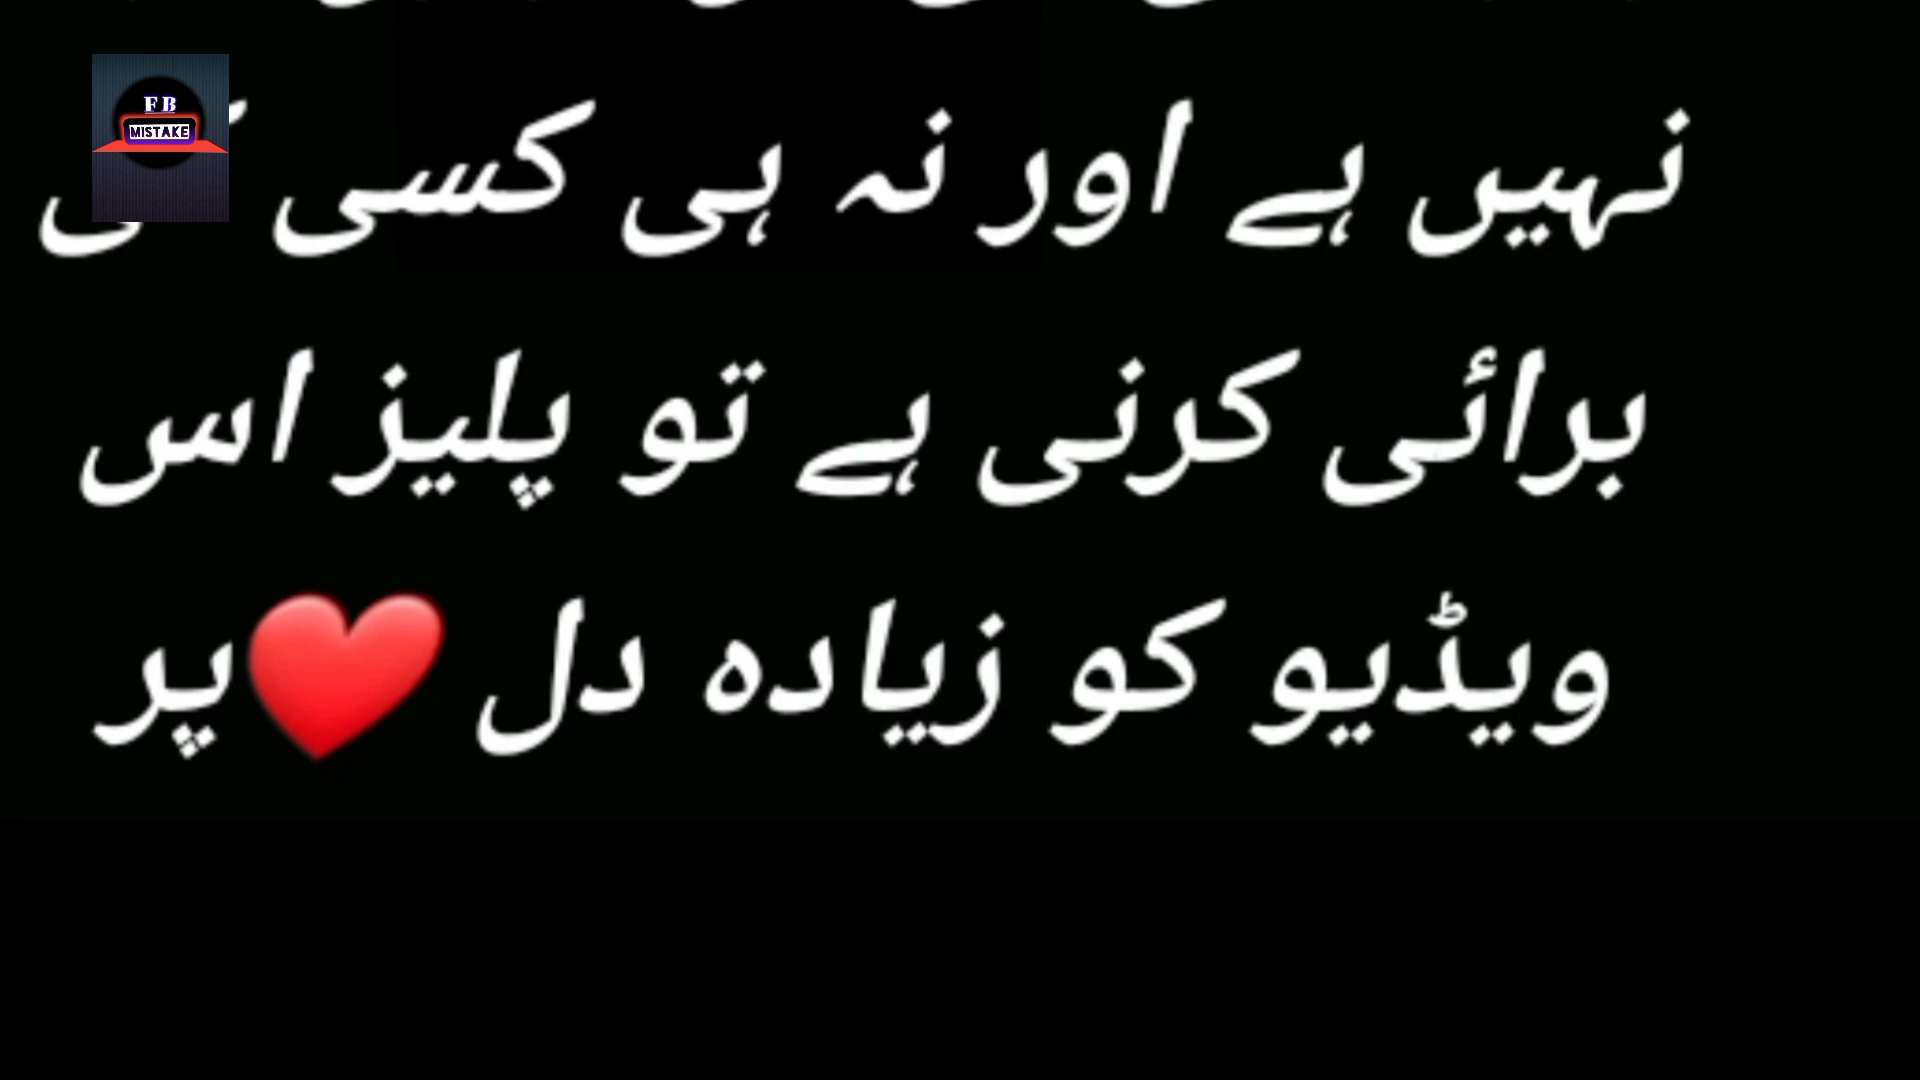 FB
MISTAKE
نہیں ہے اور نہ ہی کسی
برائی کرنی ہے تو پلیز اس
ویڈیو کو زیادہ دل ❤️پر